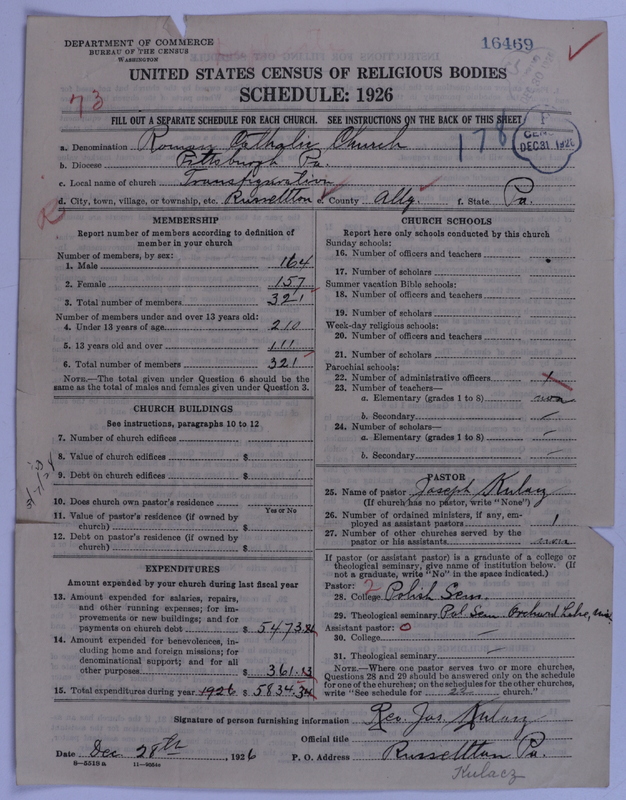 DEPARTMENT OF COMMERCE
BUREAU OF THE CENSUS
WASHINGTON
16469
UNITED STATES CENSUS OF RELIGIOUS BODIES
SCHEDULE: 1926
73
FILL OUT A SEPARATE SCHEDULE FOR EACH CHURCH. SEE INSTRUCTIONS ON THE BACK OF THIS SHEET
178
DEC 31 1926
a. Denomination Roman Catholic Church
b. Diocese Pittsburgh Pa.
c. Local name of church Transfiguration
d. City, town, village, or township, etc. Russellton e. County Allg. f. State Pa.
MEMBERSHIP
Report number of members according to definition of
member in your church
Number of members, by sex:
1. Male 164
2. Female 157
3. Total number of members 321
Number of members under and over 13 years old:
4. Under 13 years of age 210
5. 13 years old and over 111
6. Total number of members 321
NOTE.—The total given under Question 6 should be
same as the total of males and females given under Question 3.
CHURCH BUILDINGS
See instructions, paragraphs 10 to 12
7. Number of church edifices
8. Value of church edifices $
9. Debt on church edifices $
10. Does church own pastor's residence
Yes or No
11. Value of pastor's residence (if owned by
church) $
12. Debt on pastor's residence (if owned by
church) $
EXPENDITURES
Amount expended by your church during last fiscal year
13. Amount expended for salaries, repairs,
and other running expenses; for im-
provements or new buildings; and for
payments on church debt $ 5473.21
14. Amount expended for benevolences, in-
cluding home and foreign missions; for
denominational support; and for all
other purposes $ 361.13
15. Total expenditures during year 1926 $ 5834.34
CHURCH SCHOOLS
Report here only schools conducted by this church
Sunday schools:
16. Number of officers and teachers
17. Number of scholars
Summer vacation Bible schools:
18. Number of officers and teachers
19. Number of scholars
Week-day religious schools:
20. Number of officers and teachers
21. Number of scholars
Parochial schools:
22. Number of administrative officers
23. Number of teachers—
a. Elementary (grades 1 to 8)
b. Secondary
24. Number of scholars—
a. Elementary (grades 1 to 8)
b. Secondary
PASTOR
25. Name of pastor Joseph Kulacz
(If church has no pastor, write "None")
26. Number of ordained ministers, if any, em-
ployed as assistant pastors 1
27. Number of other churches served by the
pastor or his assistants
If pastor (or assistant pastor) is a graduate of a college or
theological seminary, give name of institution below. (If
not a graduate, write "No" in the space indicated.)
Pastor: 2
28. College Polish Sem.
29. Theological seminary Pol. Sem. Orchard Lake, Mich.
Assistant pastor: 0
30. College
31. Theological seminary
NOTE.—Where one pastor serves two or more churches,
Questions 28 and 29 should be answered only on the schedule
for one of the churches; on the schedules for the other churches,
write "See schedule for church."
Signature of person furnishing information Rev. Jos. Kulacz
Official title
Date Dec. 28th, 1926 P. O. Address Russellton Pa.
8-5518a 11-9554
Kulacz